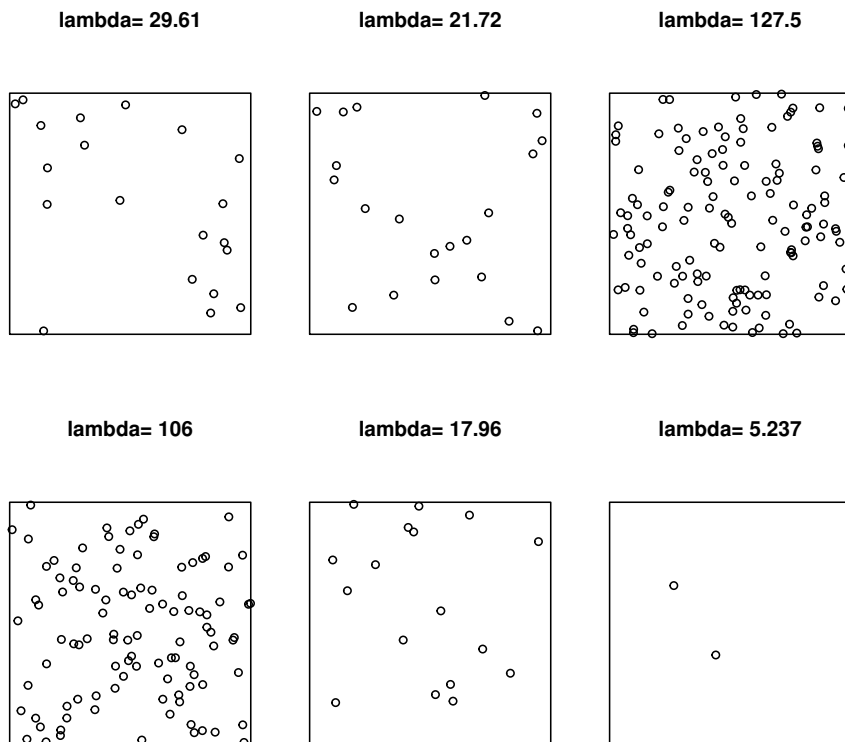 lambda= 29.61
lambda= 21.72
lambda= 127.5
lambda= 106
lambda= 17.96
lambda= 5.237